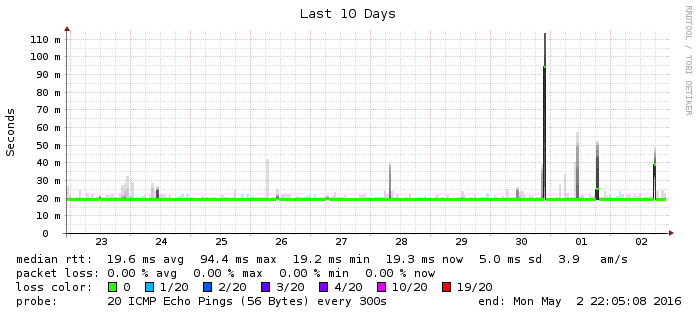 Last 10 Days
RRDTOOL / TOBI OETIKER
Seconds
110 m
100 m
90 m
80 m
70 m
60 m
50 m
40 m
30 m
20 m
10 m
0
23 24 25 26 27 28 29 30 01 02
median rtt: 19.6 ms avg 94.4 ms max 19.2 ms min 19.3 ms now 5.0 ms sd 3.9 am/s
packet loss: 0.00 % avg 0.00 % max 0.00 % min 0.00 % now
loss color: 0 1/20 2/20 3/20 4/20 10/20 19/20
probe: 20 ICMP Echo Pings (56 Bytes) every 300s end: Mon May 2 22:05:08 2016